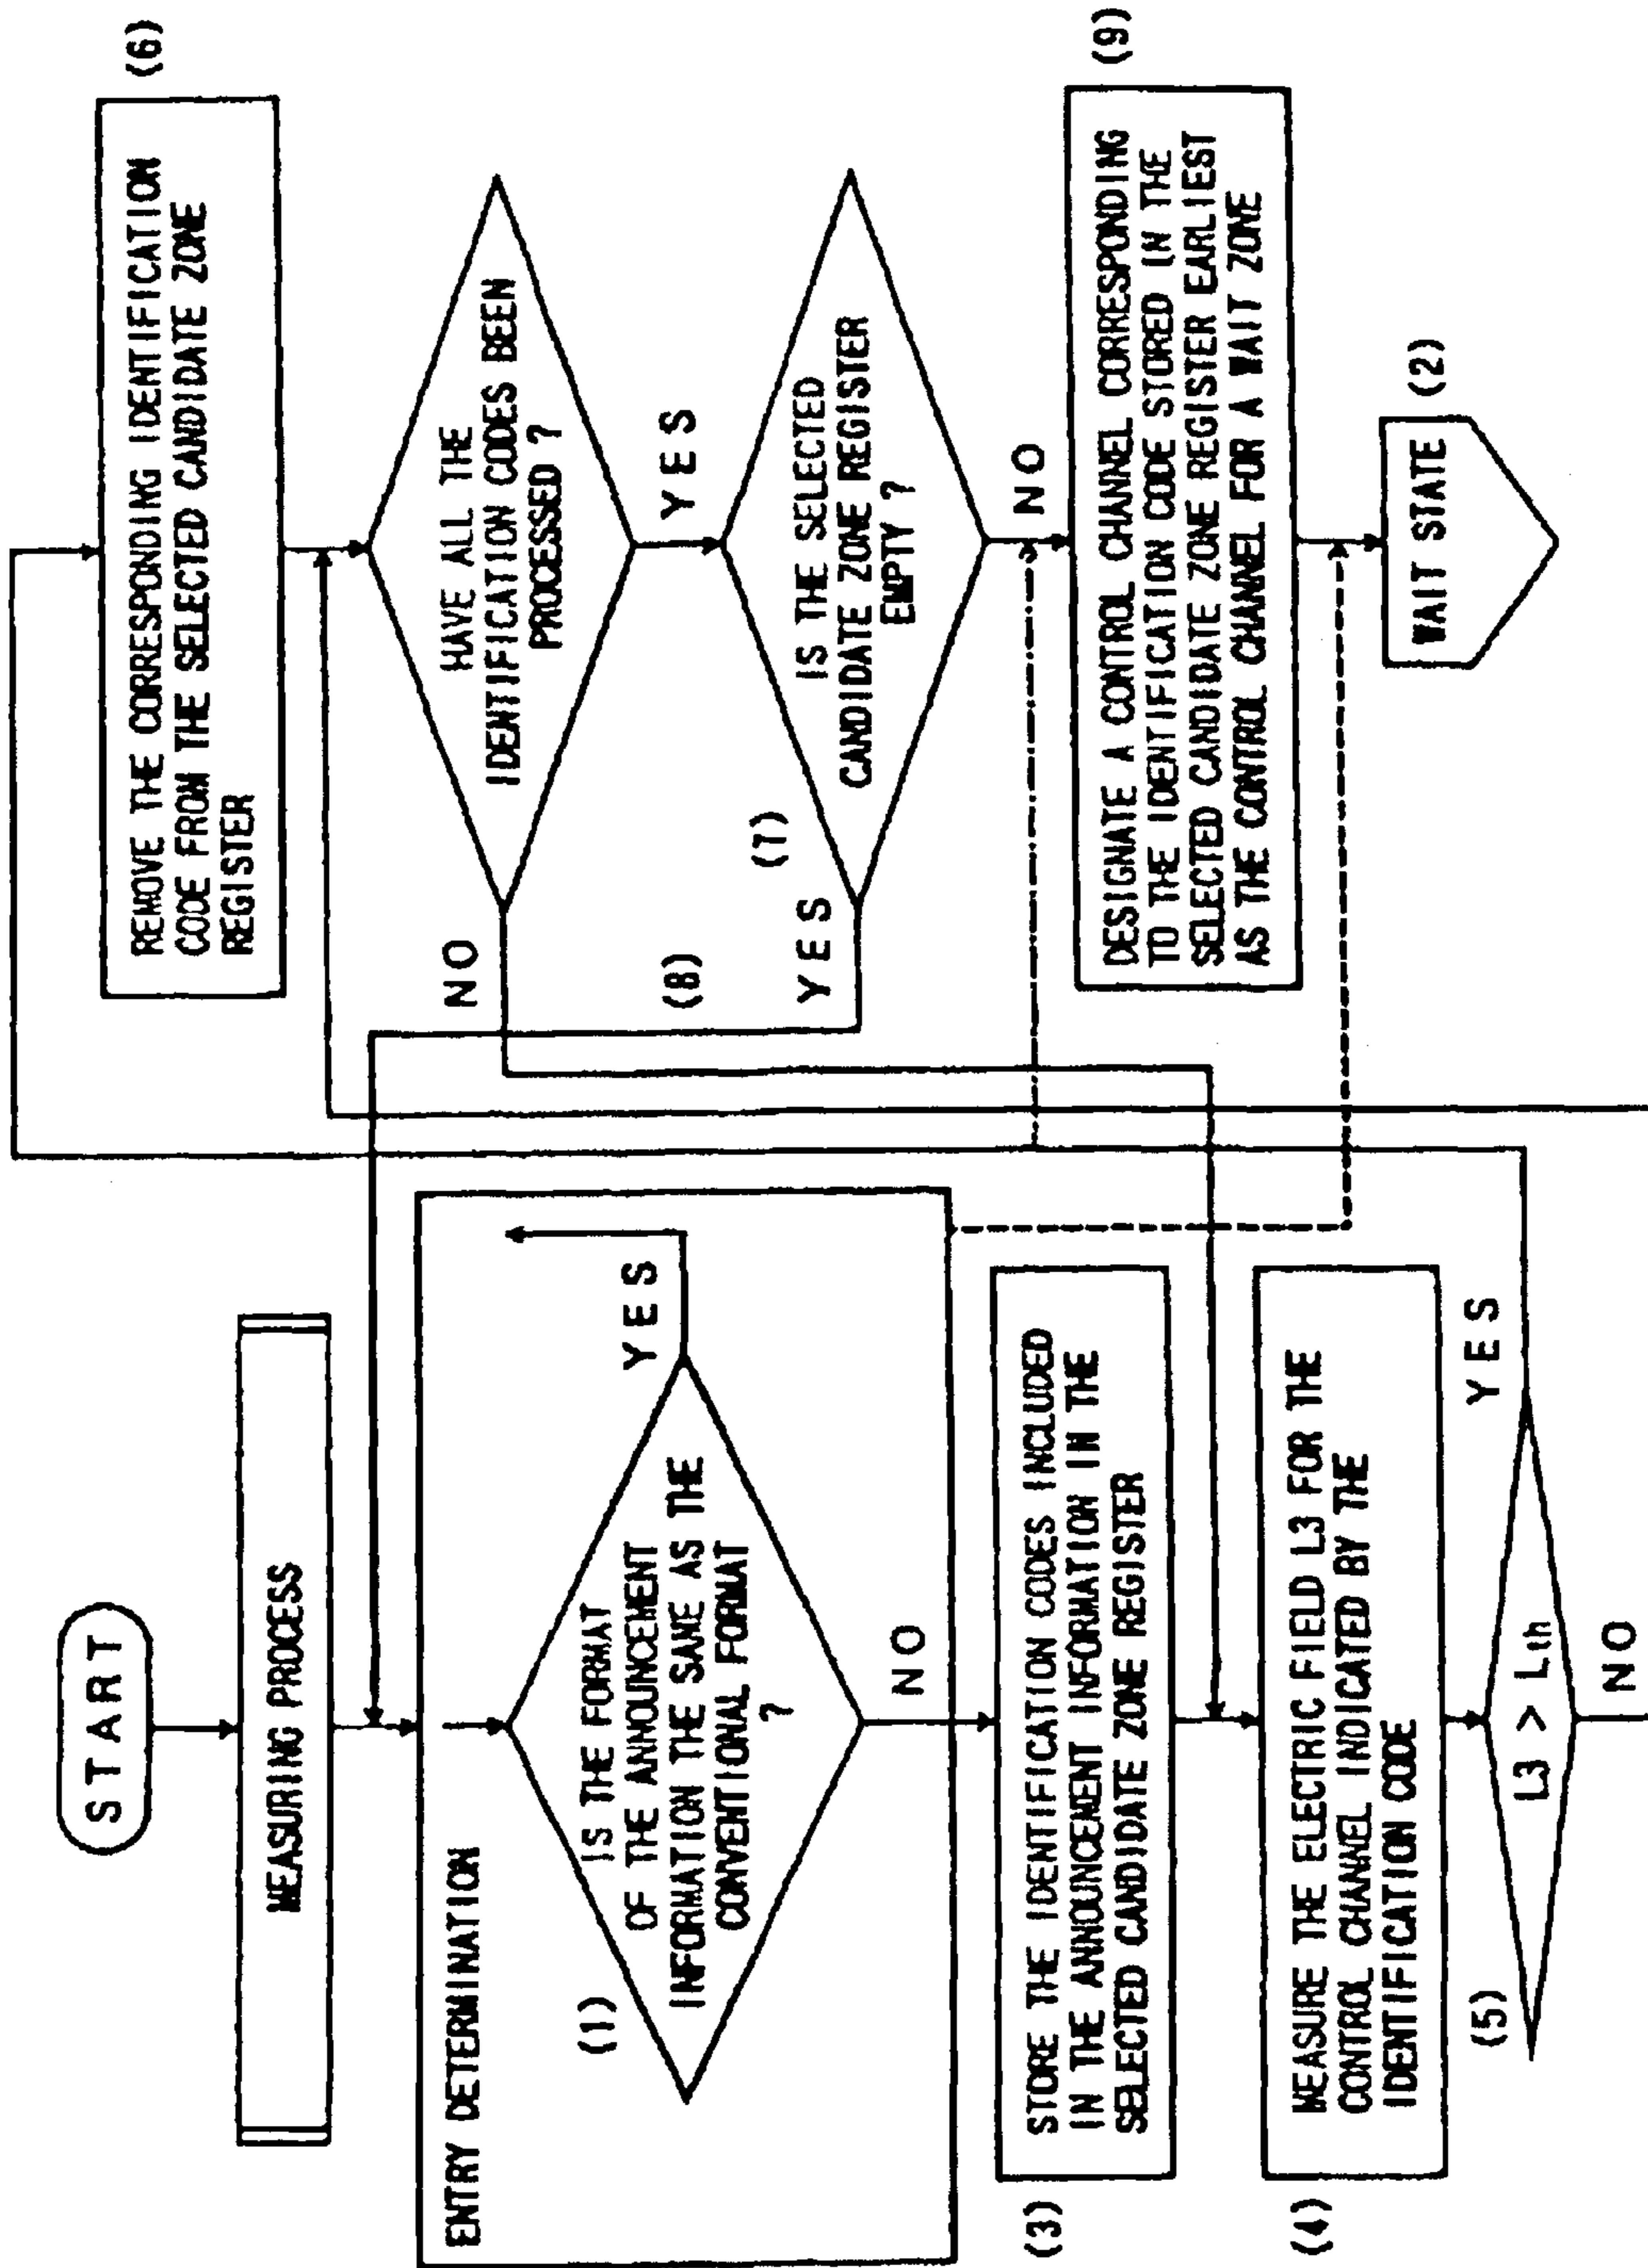 START
MEASURING PROCESS
ENTRY DETERMINATION
(1)
IS THE FORMAT
OF THE ANNOUNCEMENT
INFORMATION THE SAME AS THE
CONVENTIONAL FORMAT
?
YES
NO
(3)
STORE THE IDENTIFICATION CODES INCLUDED
IN THE ANNOUNCEMENT INFORMATION IN THE
SELECTED CANDIDATE ZONE REGISTER
(4)
MEASURE THE ELECTRIC FIELD L3 FOR THE
CONTROL CHANNEL INDICATED BY THE
IDENTIFICATION CODE
(5)
L3 > Lth
YES
NO
(6)
REMOVE THE CORRESPONDING IDENTIFICATION
CODE FROM THE SELECTED CANDIDATE ZONE
REGISTER
HAVE ALL THE
IDENTIFICATION CODES BEEN
PROCESSED ?
NO
YES
(8)
(7)
IS THE SELECTED
CANDIDATE ZONE REGISTER
EMPTY ?
YES
NO
(9)
DESIGNATE A CONTROL CHANNEL CORRESPONDING
TO THE IDENTIFICATION CODE STORED IN THE
SELECTED CANDIDATE ZONE REGISTER EARLIEST
AS THE CONTROL CHANNEL FOR A WAIT ZONE
WAIT STATE
(2)